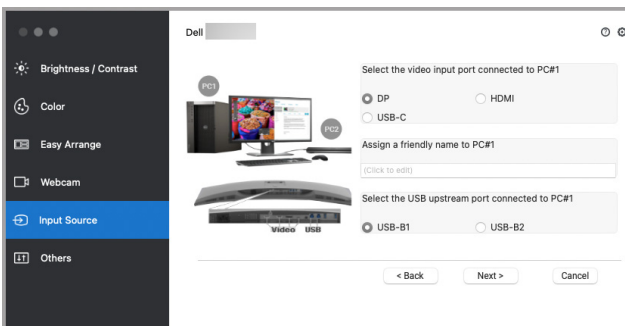 Dell
Brightness / Contrast
Color
Easy Arrange
Webcam
Input Source
Others
PC1
PC2
Video USB
Select the video input port connected to PC#1
DP HDMI
USB-C
Assign a friendly name to PC#1
(Click to edit)
Select the USB upstream port connected to PC#1
USB-B1 USB-B2
< Back Next > Cancel